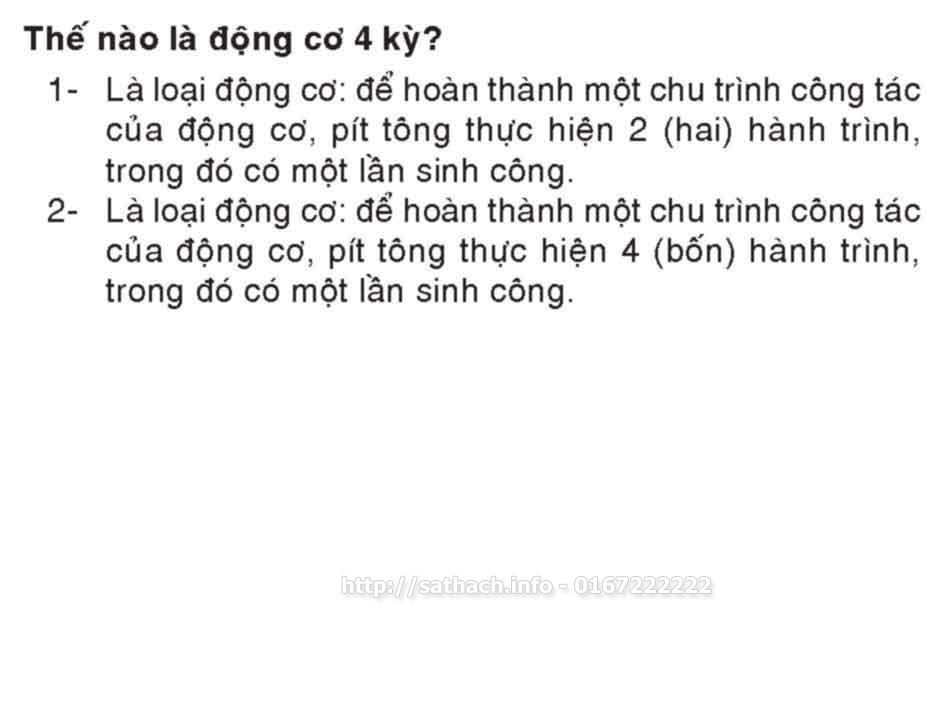 Thế nào là động cơ 4 kỳ?
1- Là loại động cơ: để hoàn thành một chu trình công tác
của động cơ, pít tông thực hiện 2 (hai) hành trình,
trong đó có một lần sinh công.
2- Là loại động cơ: để hoàn thành một chu trình công tác
của động cơ, pít tông thực hiện 4 (bốn) hành trình,
trong đó có một lần sinh công.
http://sathach.info - 0167222222